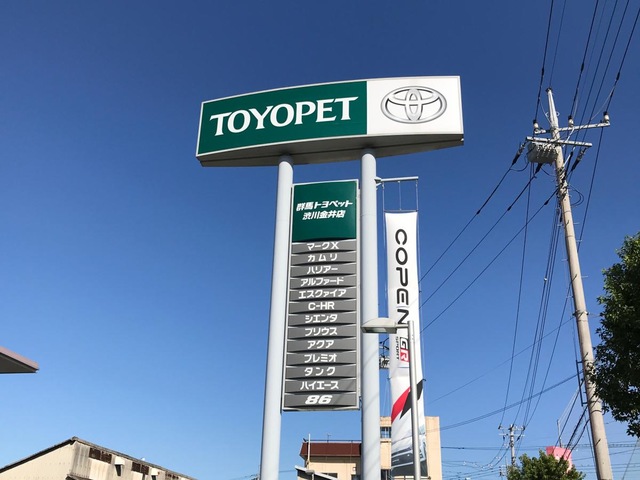 TOYOPET
群馬トヨペット
渋川金井店
マークX
カムリ
ハリアー
アルファード
エスクァイア
C-HR
シエンタ
プリウス
アクア
プレミオ
タンク
ハイエース
86
COPEN
GR
SPORT